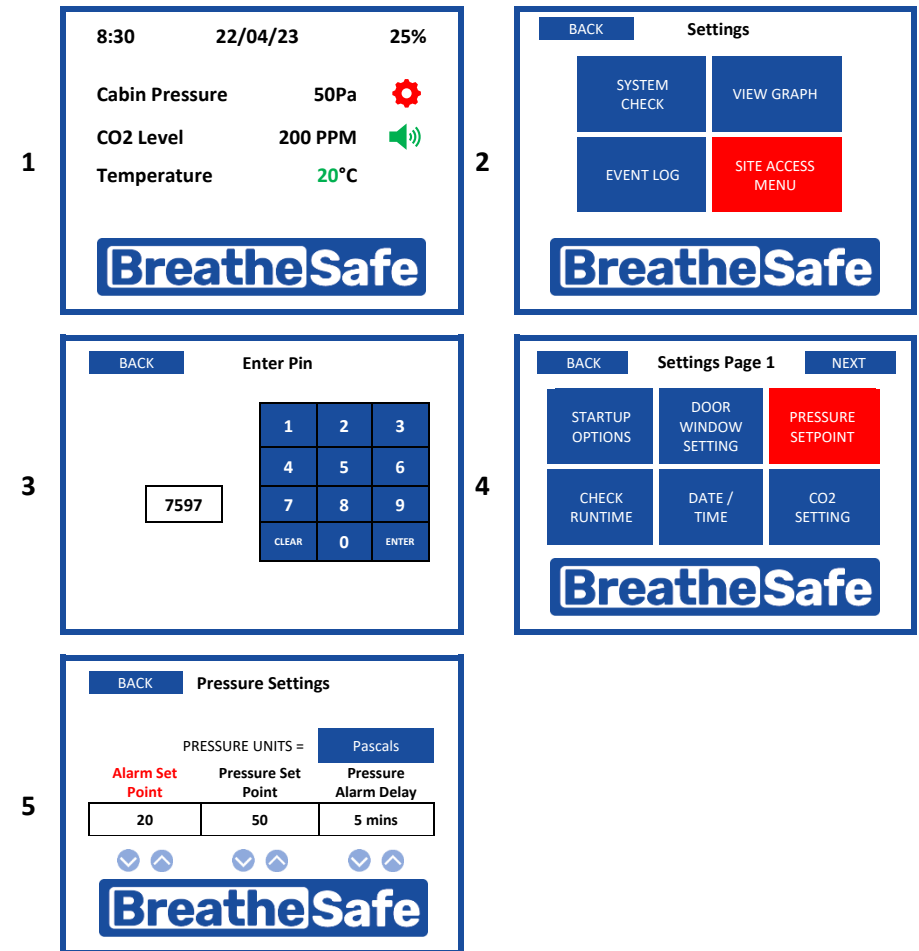 1
8:30 22/04/23 25%
Cabin Pressure 50Pa
CO2 Level 200 PPM
Temperature 20°C
BreatheSafe
2
BACK Settings
SYSTEM
CHECK
VIEW GRAPH
EVENT LOG
SITE ACCESS
MENU
BreatheSafe
3
BACK Enter Pin
7597
1 2 3
4 5 6
7 8 9
CLEAR 0 ENTER
4
BACK Settings Page 1 NEXT
STARTUP
OPTIONS
DOOR
WINDOW
SETTING
PRESSURE
SETPOINT
CHECK
RUNTIME
DATE /
TIME
CO2
SETTING
BreatheSafe
5
BACK Pressure Settings
PRESSURE UNITS = Pascals
Alarm Set
Point
Pressure Set
Point
Pressure
Alarm Delay
20 50 5 mins
BreatheSafe